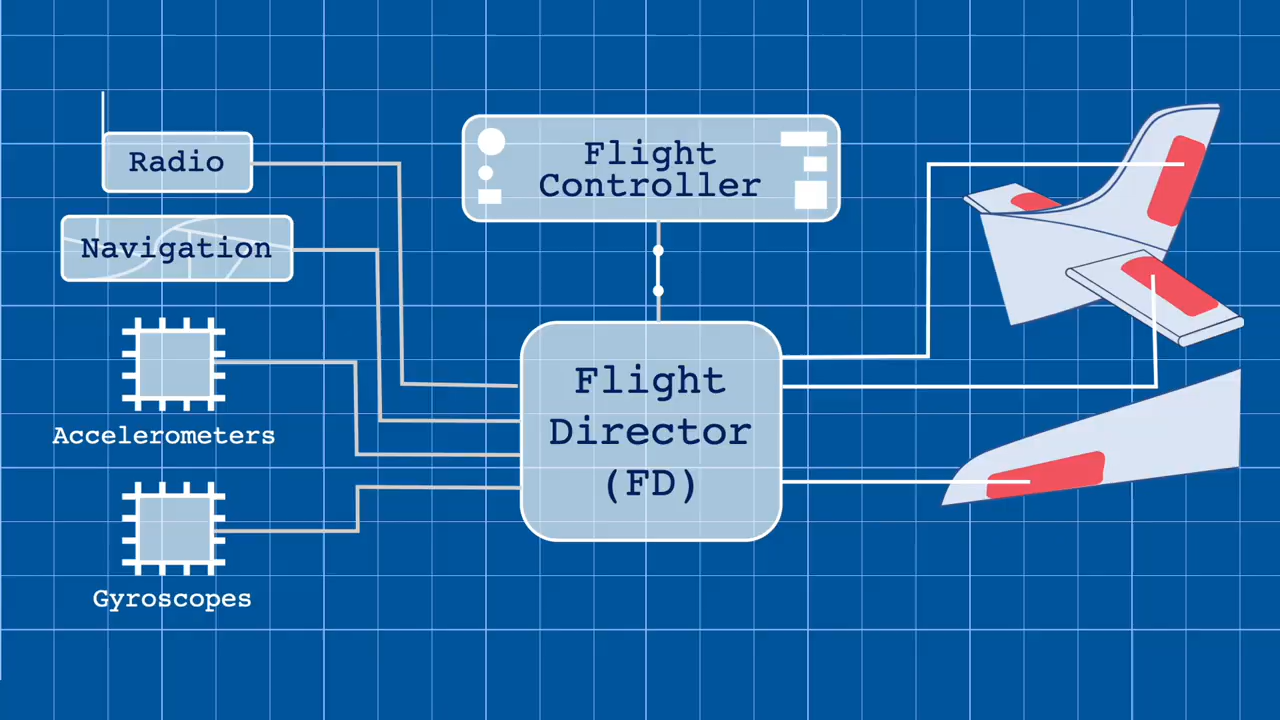 Radio
Navigation
Accelerometers
Gyroscopes
Flight
Controller
Flight
Director
(FD)